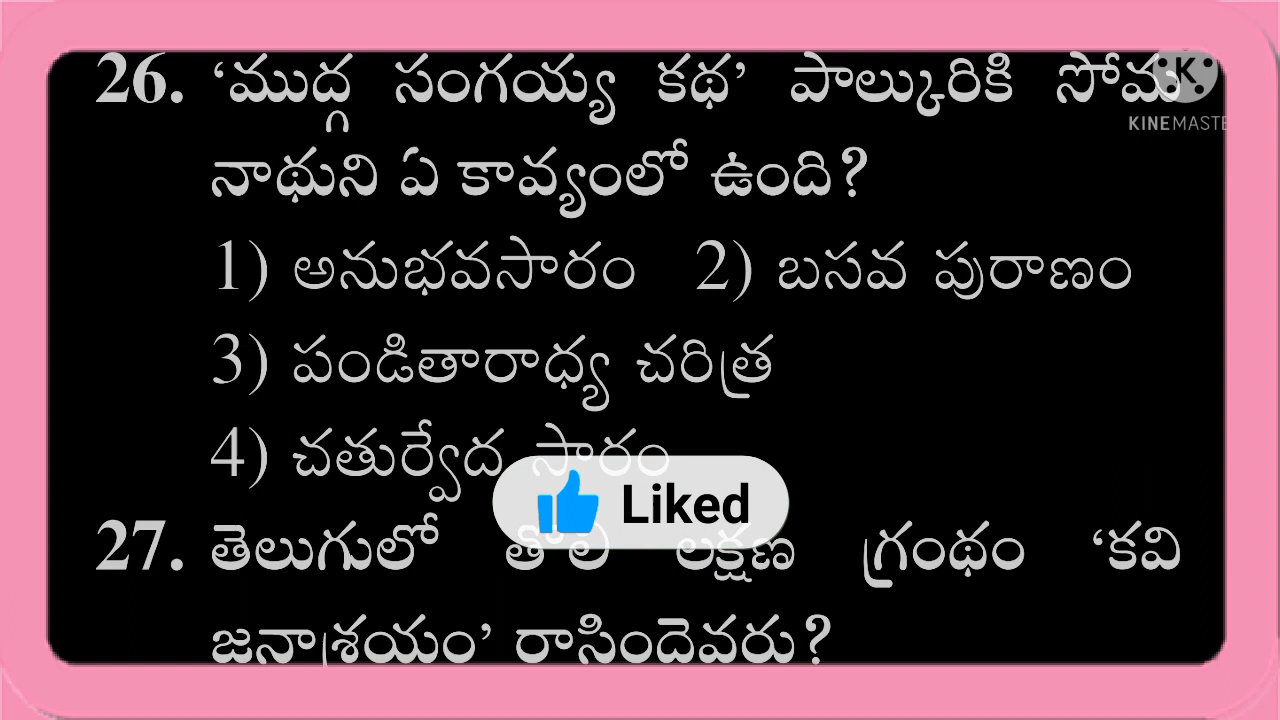 26. ‘ముద్గ సంగయ్య కథ’ పాల్కురికి సోమ
KINEMASTE
నాథుని ఏ కావ్యంలో ఉంది?
1) అనుభవసారం 2) బసవ పురాణం
3) పండితారాధ్య చరిత్ర
4) చతుర్వేద సారం
Liked
27. తెలుగులో తొలి లక్షణ గ్రంథం ‘కవి
జనాశ్రయం’ రాసిందెవరు?